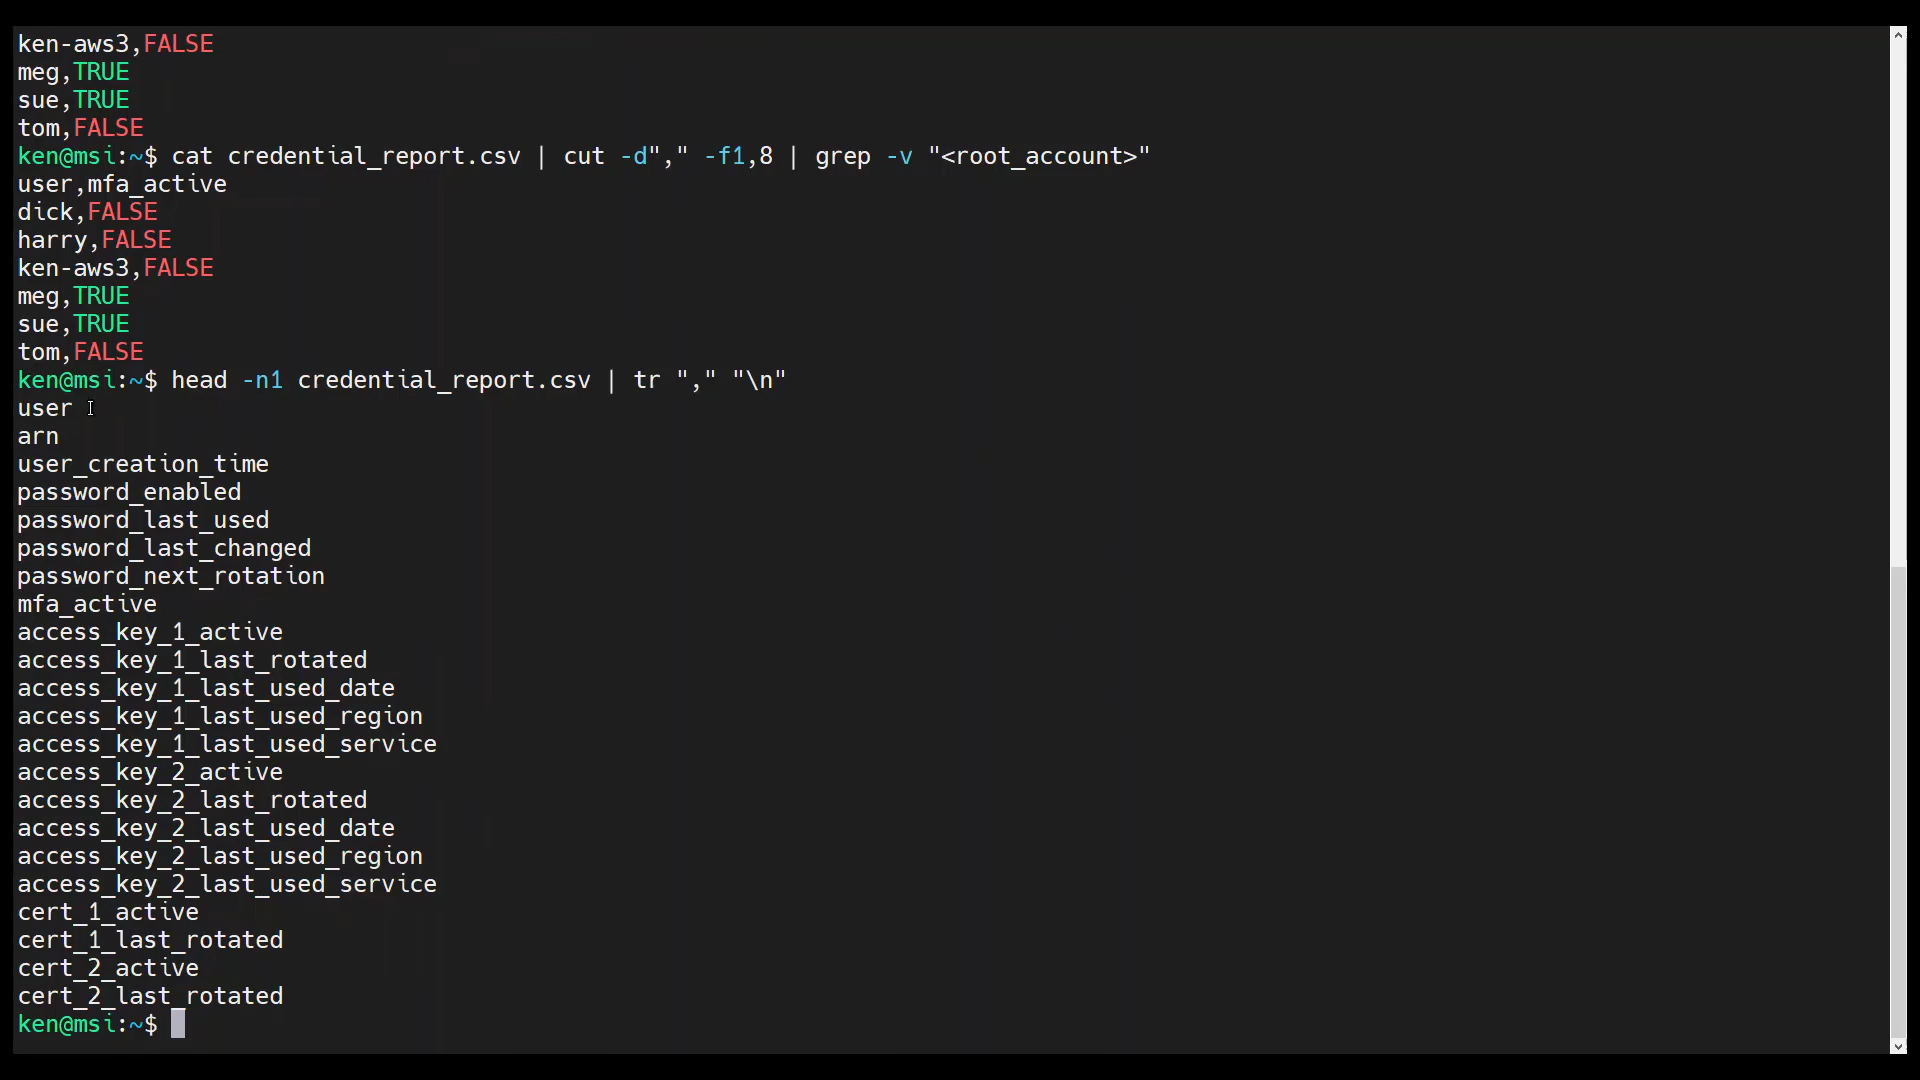 ken-aws3,FALSE
meg,TRUE
sue,TRUE
tom,FALSE
ken@msi:~$ cat credential_report.csv | cut -d"," -f1,8 | grep -v "<root_account>"
user,mfa_active
dick,FALSE
harry,FALSE
ken-aws3,FALSE
meg,TRUE
sue,TRUE
tom,FALSE
ken@msi:~$ head -n1 credential_report.csv | tr "," "\n"
user
arn
user_creation_time
password_enabled
password_last_used
password_last_changed
password_next_rotation
mfa_active
access_key_1_active
access_key_1_last_rotated
access_key_1_last_used_date
access_key_1_last_used_region
access_key_1_last_used_service
access_key_2_active
access_key_2_last_rotated
access_key_2_last_used_date
access_key_2_last_used_region
access_key_2_last_used_service
cert_1_active
cert_1_last_rotated
cert_2_active
cert_2_last_rotated
ken@msi:~$